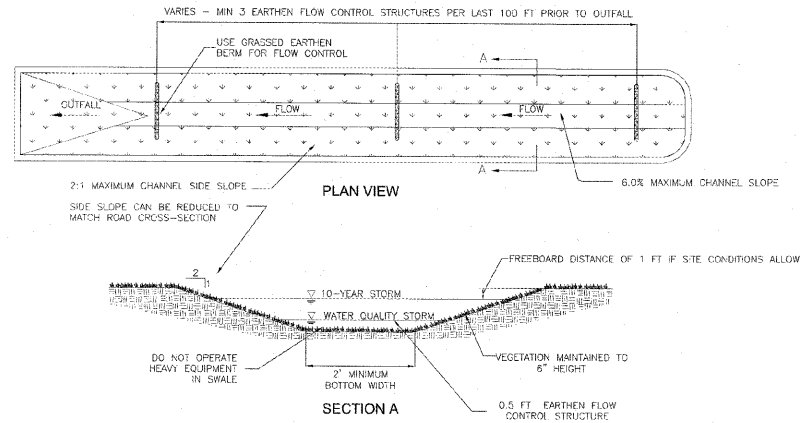 VARIES - MIN 3 EARTHEN FLOW CONTROL STRUCTURES PER LAST 100 FT PRIOR TO OUTFALL
USE GRASSED EARTHEN
BERM FOR FLOW CONTROL
A
OUTFALL
FLOW
FLOW
A
2:1 MAXIMUM CHANNEL SIDE SLOPE
PLAN VIEW
6.0% MAXIMUM CHANNEL SLOPE
SIDE SLOPE CAN BE REDUCED TO
MATCH ROAD CROSS-SECTION
FREEBOARD DISTANCE OF 1 FT IF SITE CONDITIONS ALLOW
2
1
10-YEAR STORM
WATER QUALITY STORM
DO NOT OPERATE
HEAVY EQUIPMENT
IN SWALE
2' MINIMUM
BOTTOM WIDTH
VEGETATION MAINTAINED TO
6" HEIGHT
SECTION A
0.5 FT. EARTHEN FLOW
CONTROL STRUCTURE